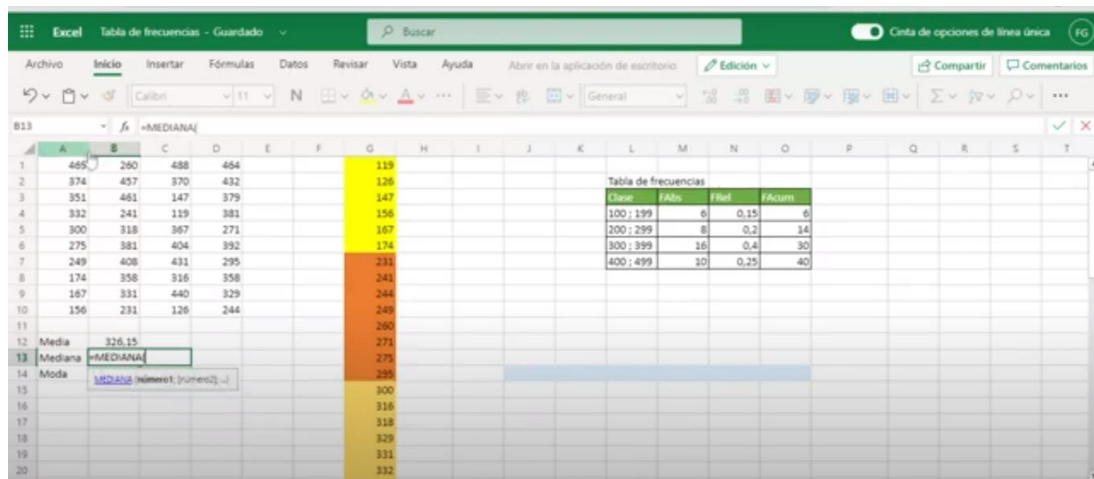 Excel Tabla de frecuencias - Guardado Buscar Cinta de opciones de línea única FG
Archivo Inicio Insertar Fórmulas Datos Revisar Vista Ayuda Abrir en la aplicación de escritorio Edición Compartir Comentarios
Calibri 11 N A General
B13 fx =MEDIANA(
A B C D E F G H I J K L M N O P Q R S T
1 465 260 488 464 119
2 374 457 370 432 126 Tabla de frecuencias
3 351 461 147 379 147 Clase FAbs FRel FAcum
4 332 241 119 381 156 100 ; 199 6 0,15 6
5 300 318 367 271 167 200 ; 299 8 0,2 14
6 275 381 404 392 174 300 ; 399 16 0,4 30
7 249 408 431 295 231 400 ; 499 10 0,25 40
8 174 358 316 358 241
9 167 331 440 329 244
10 156 231 126 244 249
11 260
12 Media 326,15 271
13 Mediana =MEDIANA( 275
14 Moda MEDIANA(número1; [número2]; ...) 295
15 300
16 316
17 318
18 329
19 331
20 332